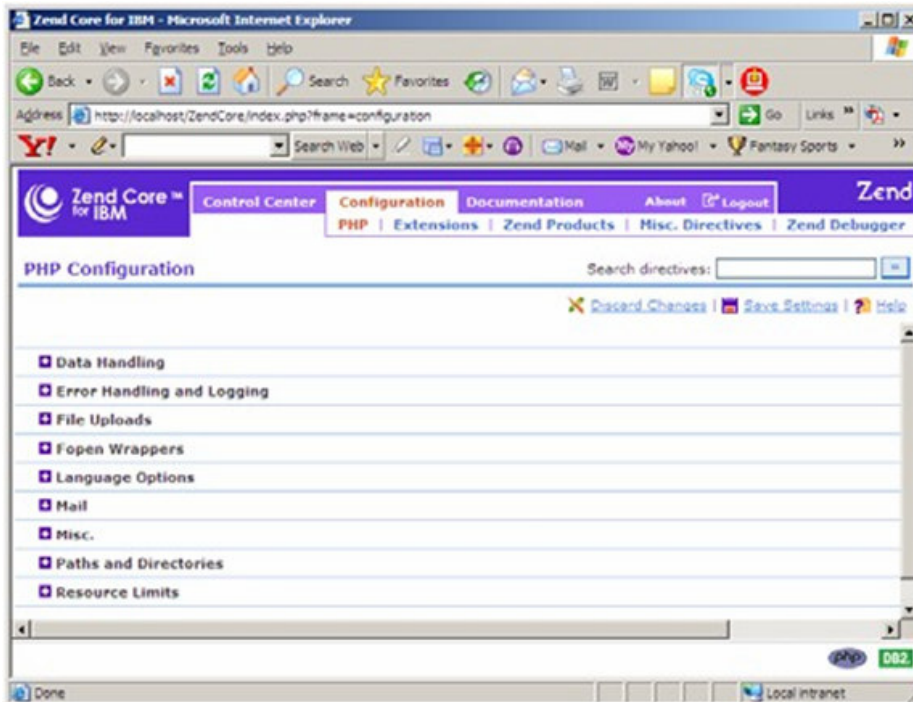 Zend Core for IBM - Microsoft Internet Explorer
File Edit View Favorites Tools Help
Back Search Favorites
Address http://localhost/ZendCore/index.php?frame=configuration Go Links »
Y! Search Web Mail My Yahoo! Fantasy Sports »
Zend Core™ for IBM
Control Center Configuration Documentation About Logout Zend
PHP | Extensions | Zend Products | Misc. Directives | Zend Debugger
PHP Configuration Search directives:
Discard Changes | Save Settings | Help
Data Handling
Error Handling and Logging
File Uploads
Fopen Wrappers
Language Options
Mail
Misc.
Paths and Directories
Resource Limits
php DB2.
Done Local intranet